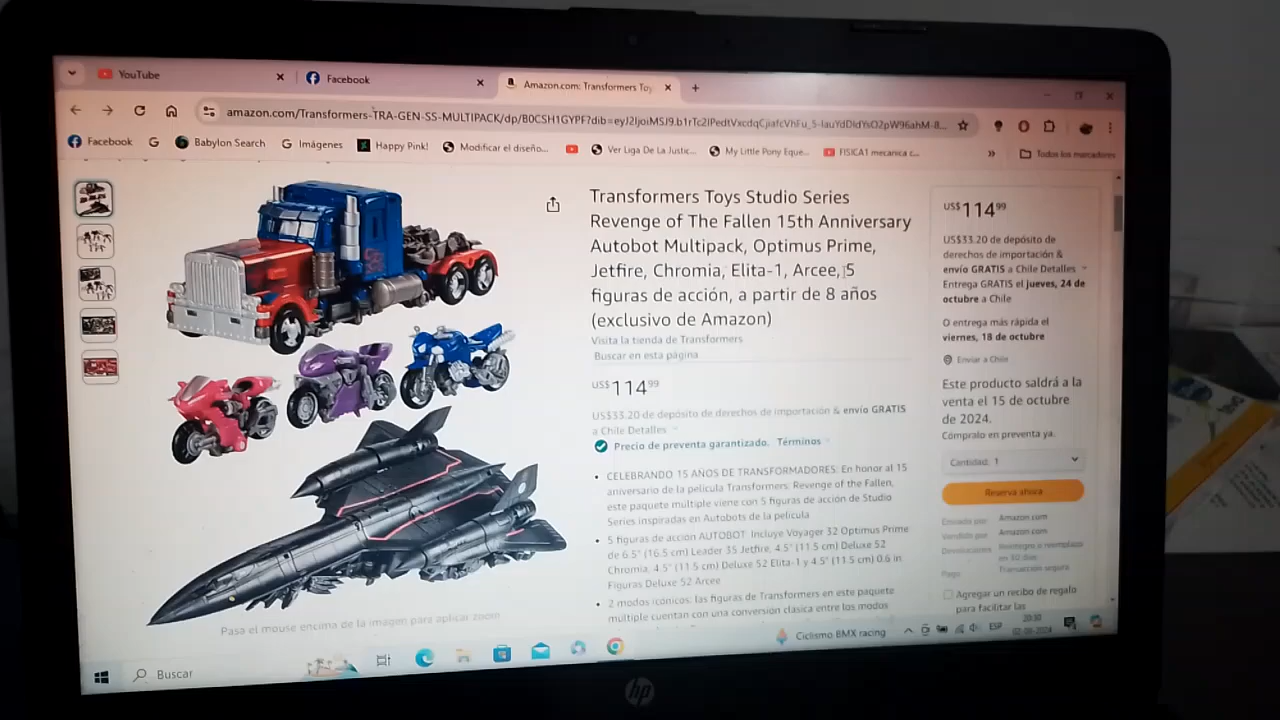 YouTube
Facebook
Amazon.com: Transformers Toy
amazon.com/Transformers-TRA-GEN-SS-MULTIPACK/dp/B0CSH1GYPF?dib=
Facebook
Babylon Search
Imágenes
Happy Pink!
Modificar el diseño...
Ver Liga De La Justic...
My Little Pony Eque...
FISICA1 mecanica c...
»
Todos los marcadores
Transformers Toys Studio Series
Revenge of The Fallen 15th Anniversary
Autobot Multipack, Optimus Prime,
Jetfire, Chromia, Elita-1, Arcee, 5
figuras de acción, a partir de 8 años
(exclusivo de Amazon)
Visita la tienda de Transformers
Buscar en esta página
US$114.99
US$33.20 de depósito de derechos de importación & envío GRATIS
a Chile Detalles
Precio de preventa garantizado. Términos
• CELEBRANDO 15 AÑOS DE TRANSFORMADORES: En honor al 15
aniversario de la película Transformers: Revenge of the Fallen,
este paquete múltiple viene con 5 figuras de acción de Studio
Series inspiradas en Autobots de la película
• 5 figuras de acción AUTOBOT: Incluye Voyager 32 Optimus Prime
de 6.5" (16.5 cm) Leader 35 Jetfire, 4.5" (11.5 cm) Deluxe 52
Chromia, 4.5" (11.5 cm) Deluxe 52 Elita-1 y 4.5" (11.5 cm) 0.6 in.
Figuras Deluxe 52 Arcee
• 2 modos icónicos: las figuras de Transformers en este paquete
múltiple cuentan con una conversión clásica entre los modos
Pasa el mouse encima de la imagen para aplicar zoom
US$114.99
US$33.20 de depósito de
derechos de importación &
envío GRATIS a Chile Detalles
Entrega GRATIS el jueves, 24 de
octubre a Chile
O entrega más rápida el
viernes, 18 de octubre
Envíar a Chile
Este producto saldrá a la
venta el 15 de octubre
de 2024.
Cómpralo en preventa ya.
Cantidad: 1
Reserva ahora
Enviado por Amazon.com
Vendido por Amazon.com
Devoluciones Reintegro o reemplazo
en 30 días
Pago Transacción segura
Agregar un recibo de regalo
para facilitar las
Buscar
Ciclismo BMX racing
ESP
20:30
hp